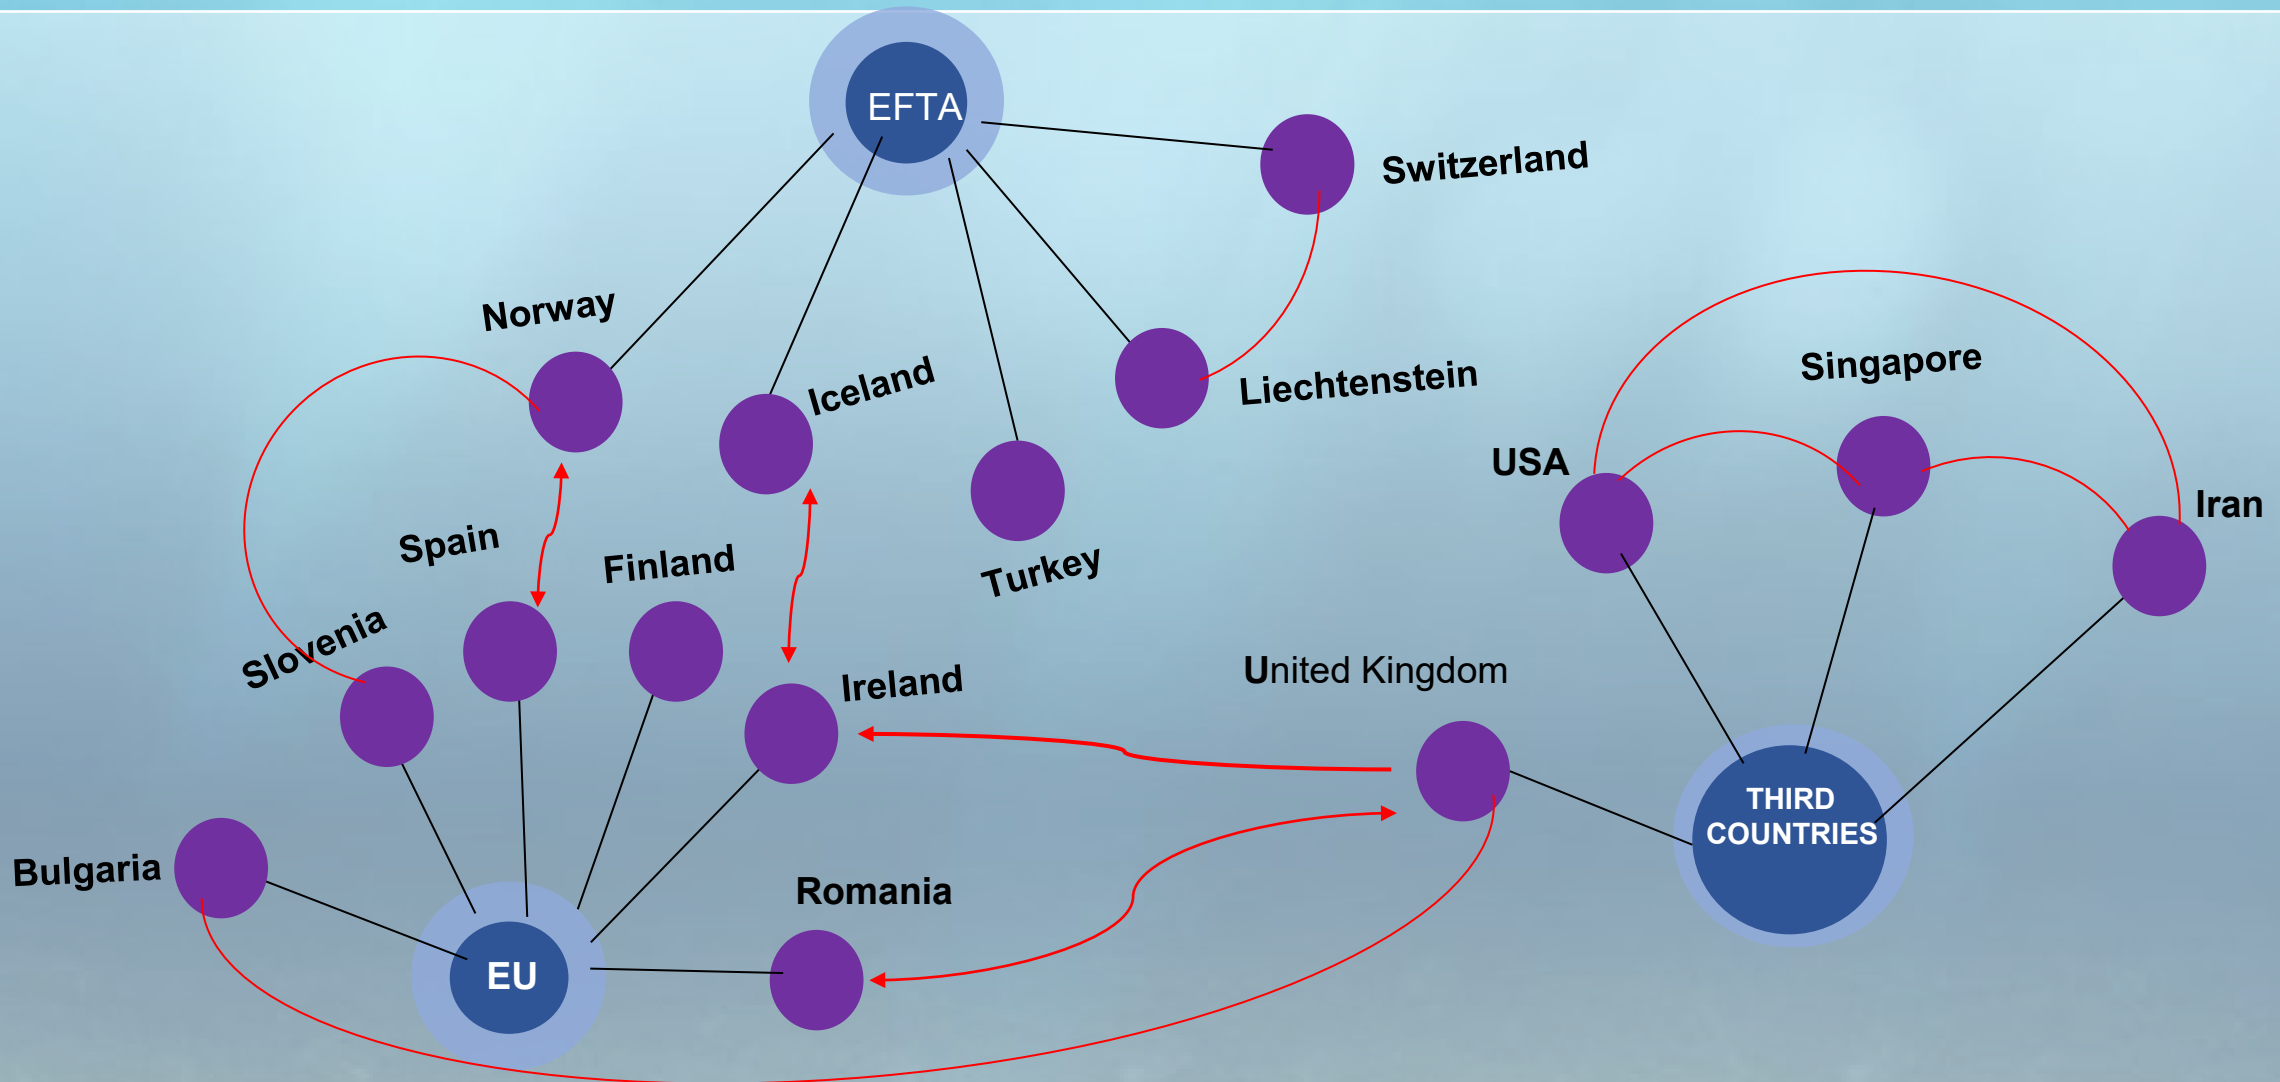 EFTA
Switzerland
Norway
Iceland
Liechtenstein
Singapore
USA
Iran
Spain
Finland
Turkey
Slovenia
Ireland
United Kingdom
THIRD
COUNTRIES
Bulgaria
Romania
EU